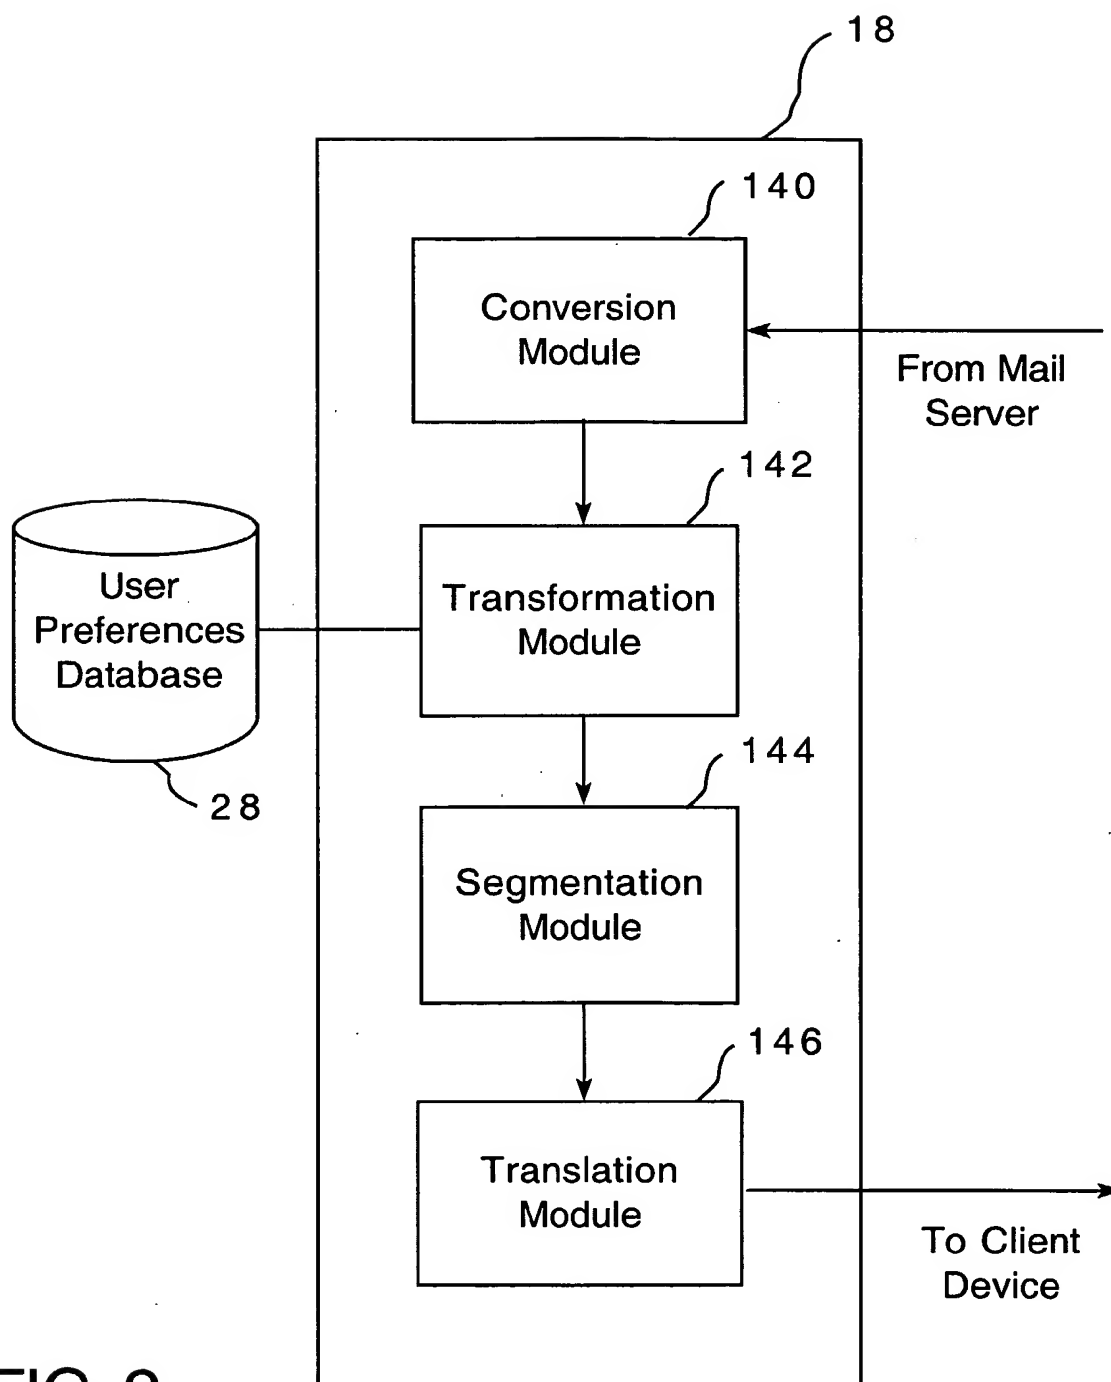 18
140
Conversion
Module
From Mail
Server
142
User
Preferences
Database
Transformation
Module
144
28
Segmentation
Module
146
Translation
Module
To Client
Device